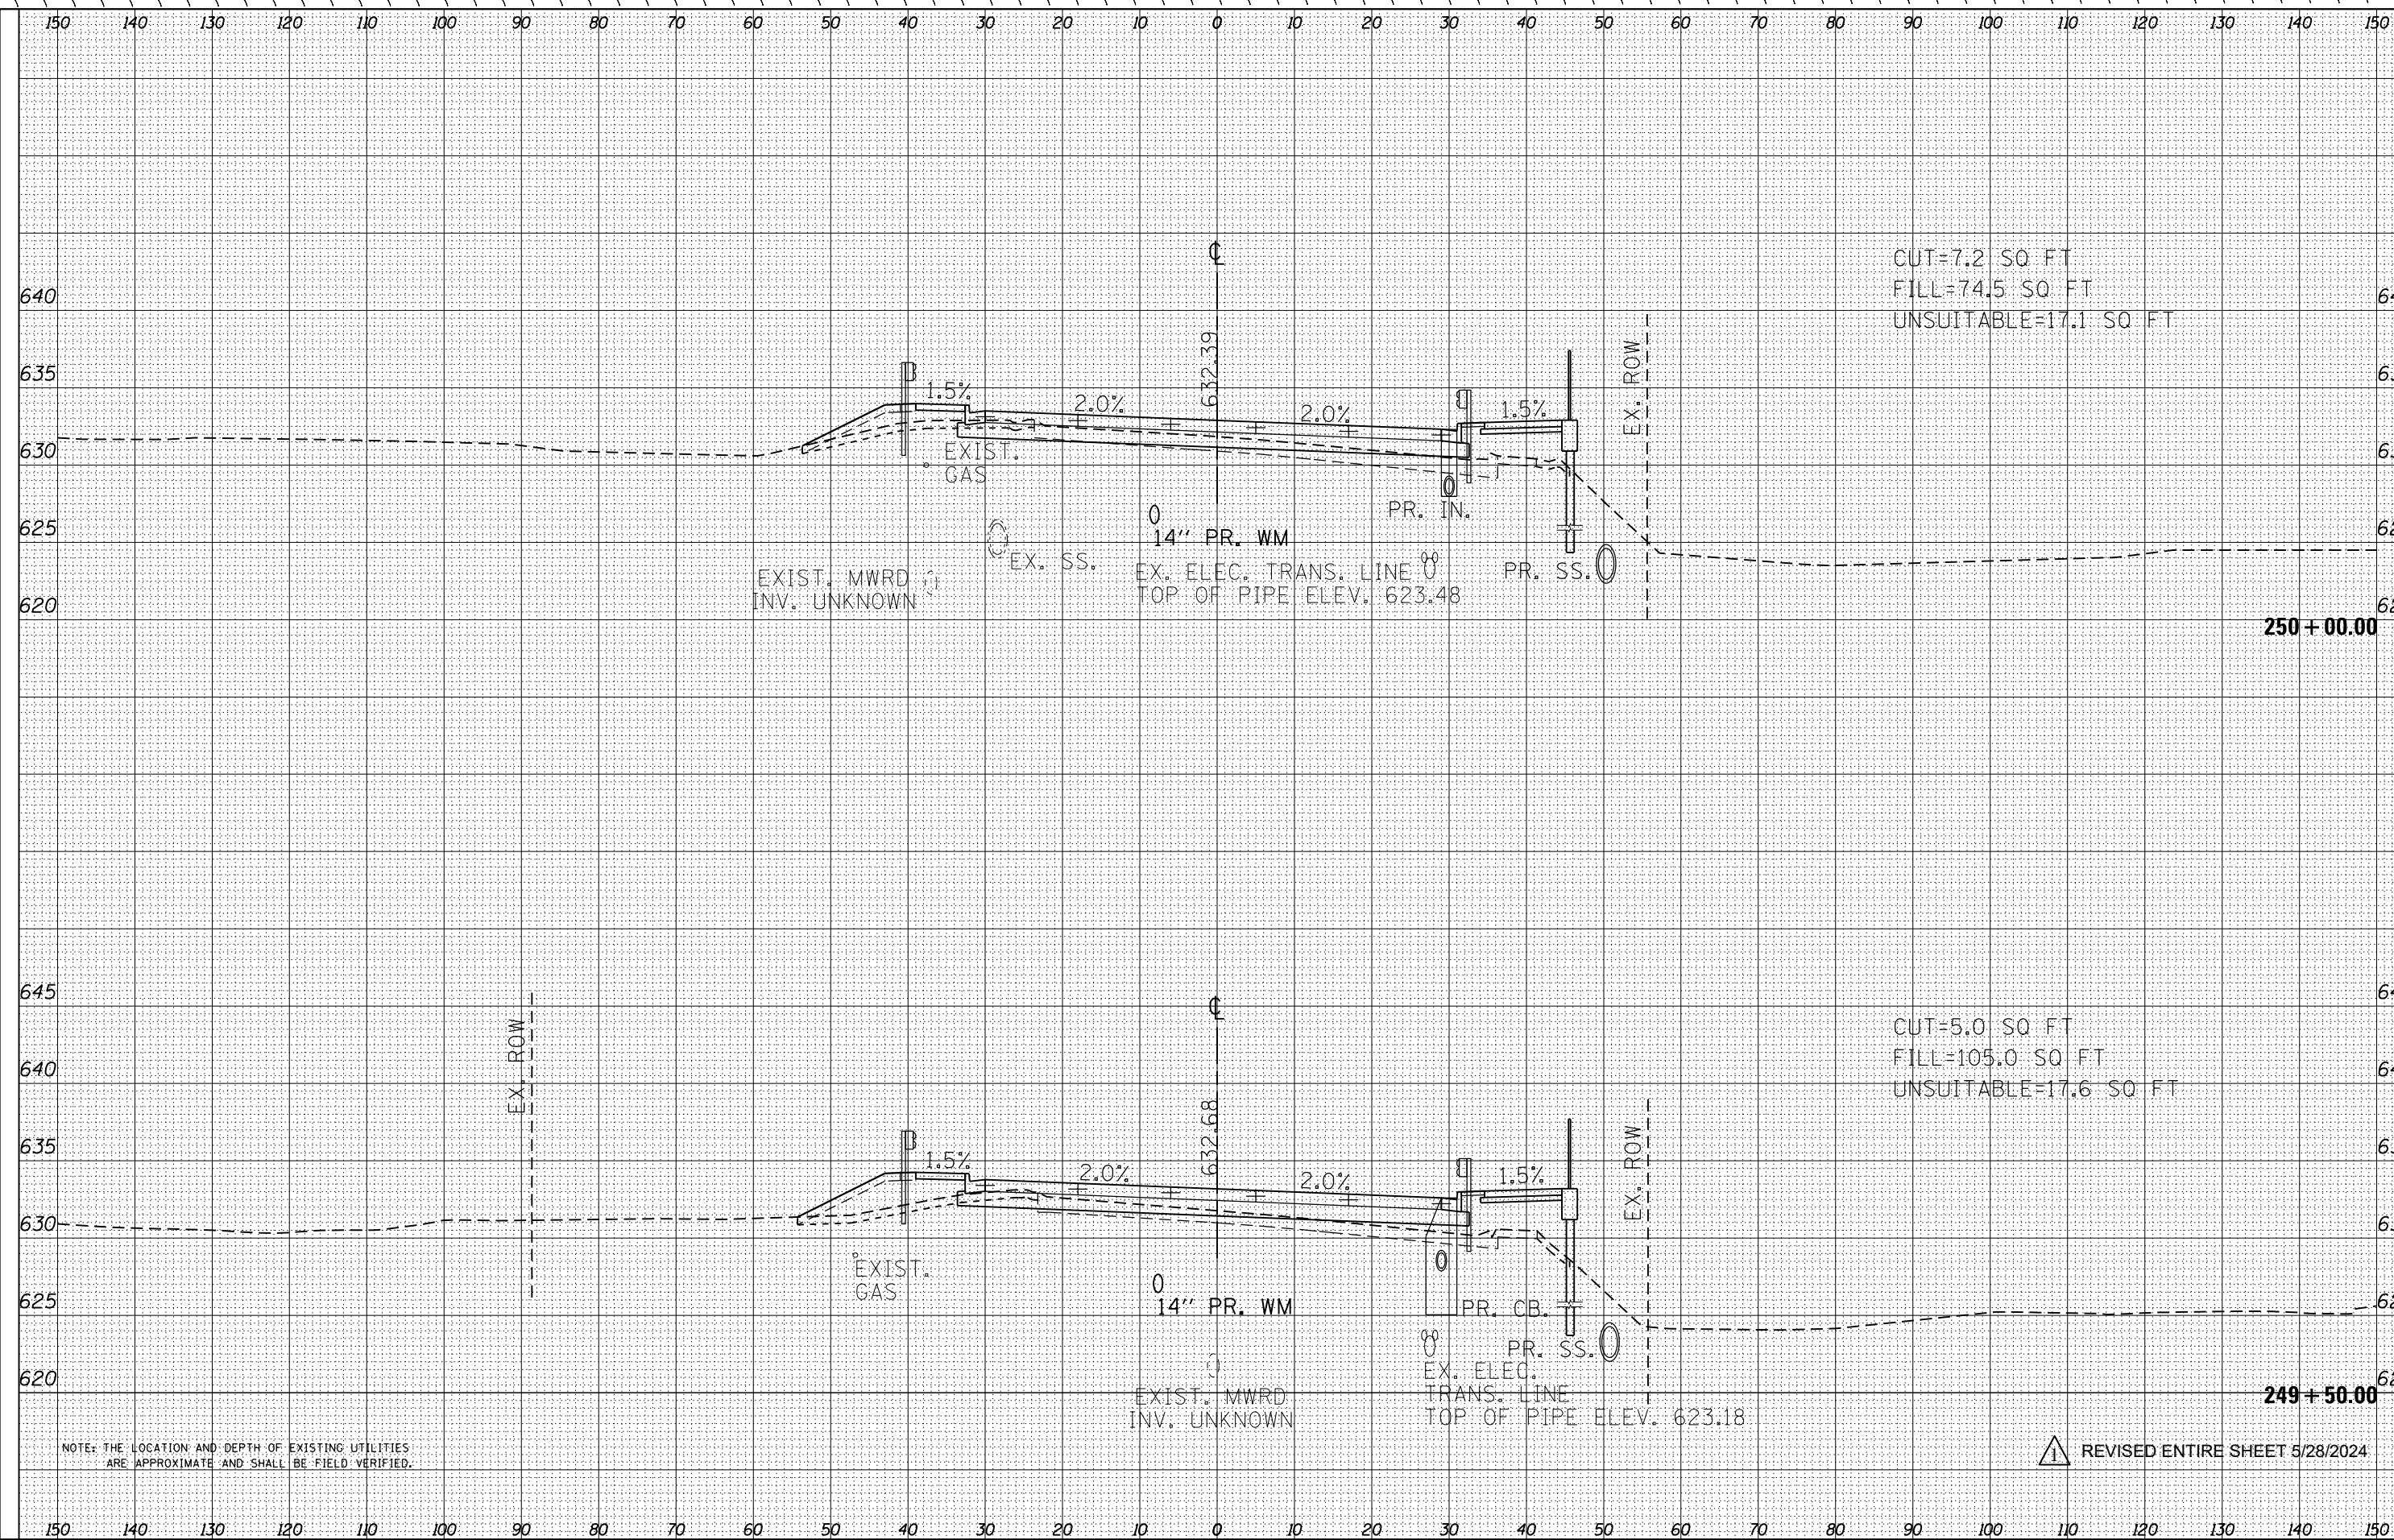 150 140 130 120 110 100 90 80 70 60 50 40 30 20 10 0 10 20 30 40 50 60 70 80 90 100 110 120 130 140 150
℄
CUT=7.2 SQ FT
FILL=74.5 SQ FT
UNSUITABLE=17.1 SQ FT
640
635
630
625
620
632.39
EX. ROW
1.5%
2.0%
2.0%
1.5%
EXIST.
GAS
PR. IN.
14'' PR. WM
EX. SS.
EXIST. MWRD
INV. UNKNOWN
EX. ELEC. TRANS. LINE
TOP OF PIPE ELEV. 623.48
PR. SS.
250+00.00
645
640
635
630
625
620
℄
EX. ROW
CUT=5.0 SQ FT
FILL=105.0 SQ FT
UNSUITABLE=17.6 SQ FT
632.68
EX. ROW
1.5%
2.0%
2.0%
1.5%
EXIST.
GAS
14'' PR. WM
PR. CB.
PR. SS.
EX. ELEC.
TRANS. LINE
TOP OF PIPE ELEV. 623.18
EXIST. MWRD
INV. UNKNOWN
249+50.00
NOTE: THE LOCATION AND DEPTH OF EXISTING UTILITIES
ARE APPROXIMATE AND SHALL BE FIELD VERIFIED.
1 REVISED ENTIRE SHEET 5/28/2024
150 140 130 120 110 100 90 80 70 60 50 40 30 20 10 0 10 20 30 40 50 60 70 80 90 100 110 120 130 140 150